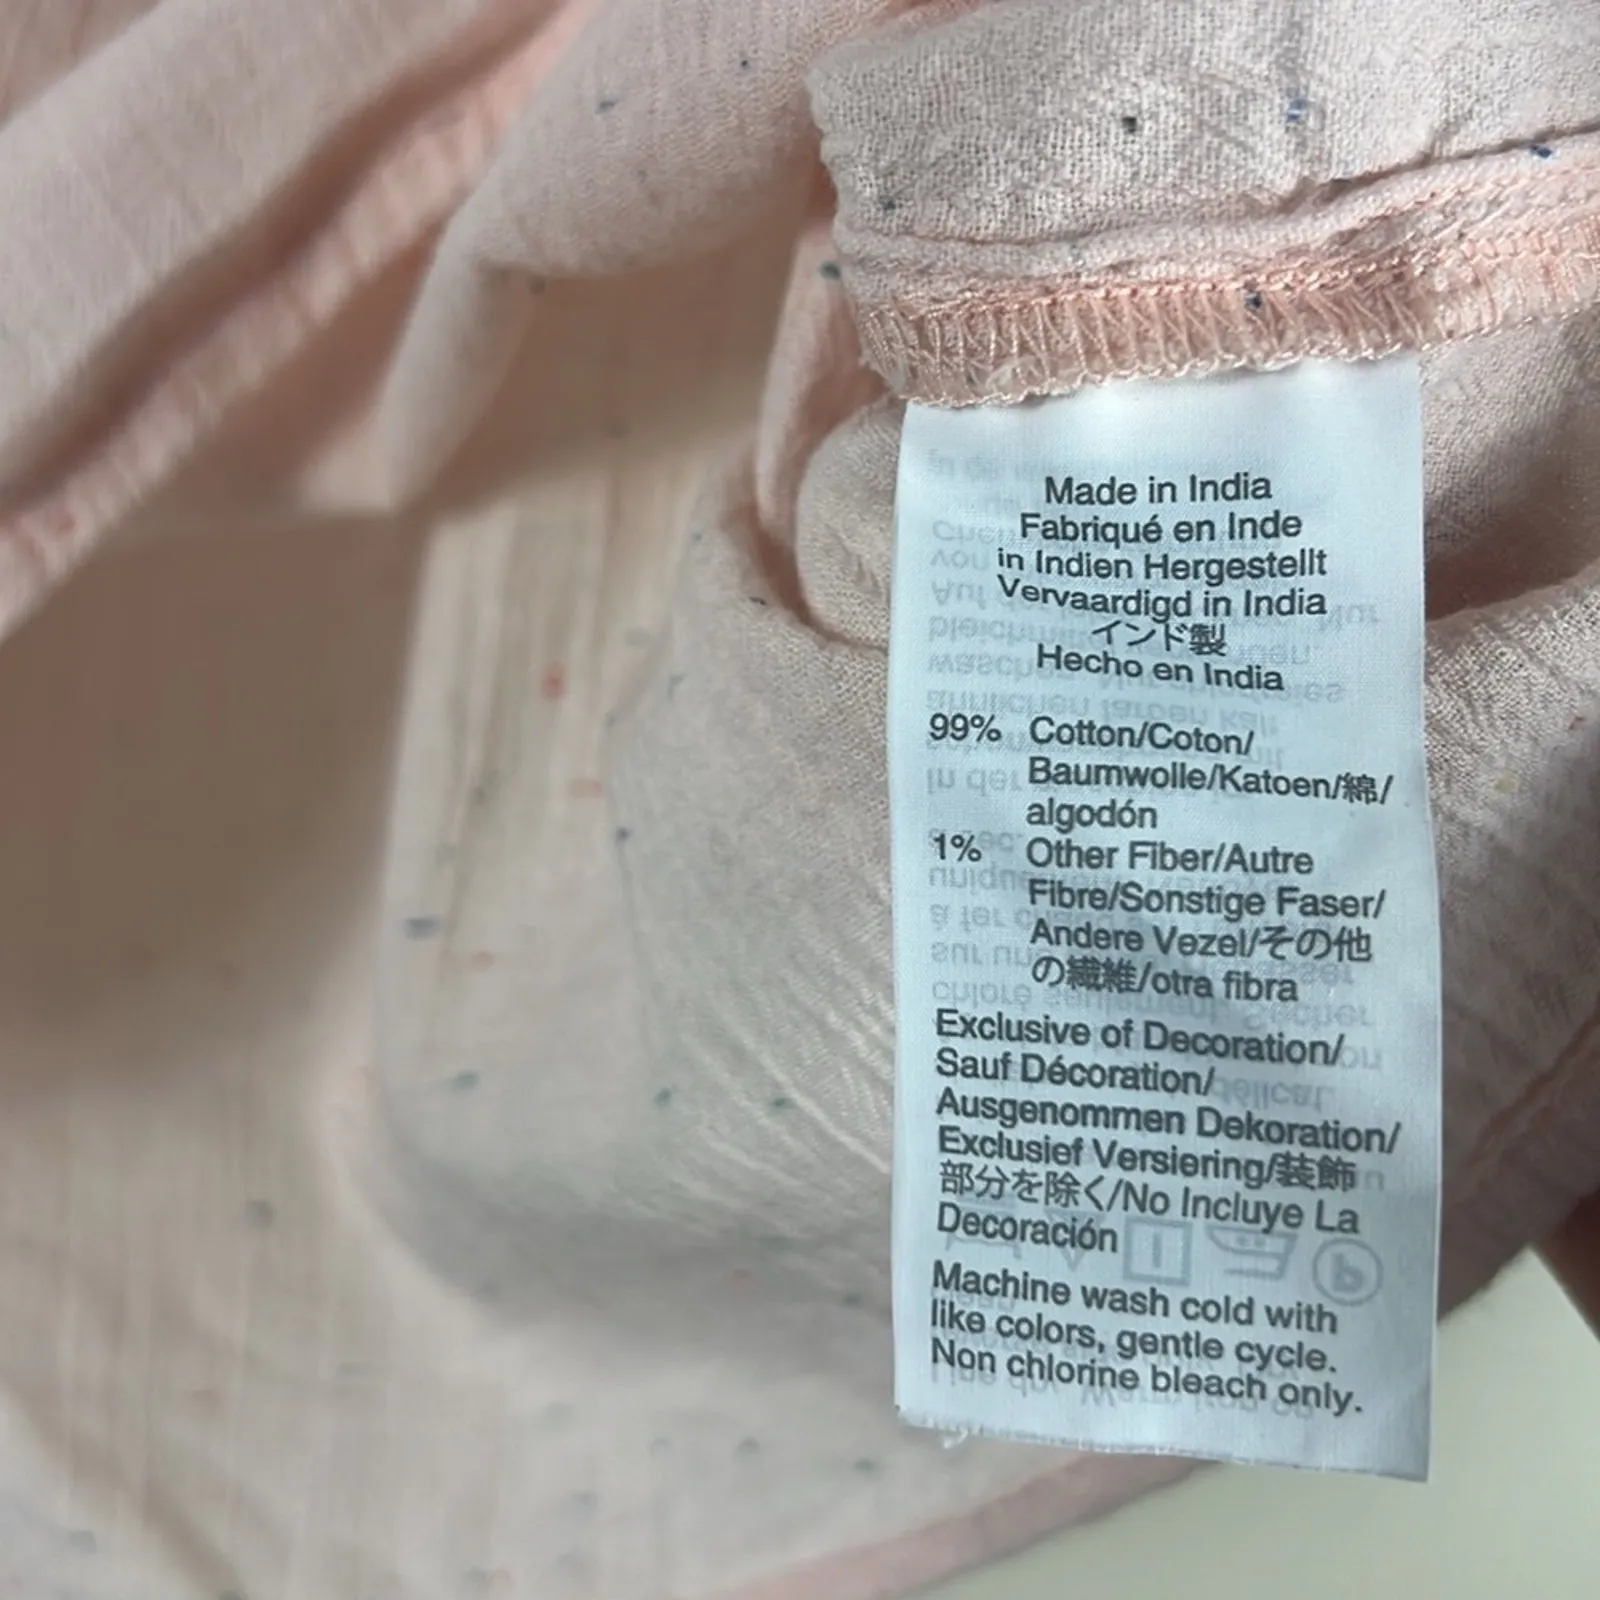 Made in India
Fabriqué en Inde
in Indien Hergestellt
Vervaardigd in India
インド製
Hecho en India
99% Cotton/Coton/
Baumwolle/Katoen/綿/
algodón
1% Other Fiber/Autre
Fibre/Sonstige Faser/
Andere Vezel/その他
の繊維/otra fibra
Exclusive of Decoration/
Sauf Décoration/
Ausgenommen Dekoration/
Exclusief Versiering/装飾
部分を除く/No Incluye La
Decoración
Machine wash cold with
like colors, gentle cycle.
Non chlorine bleach only.